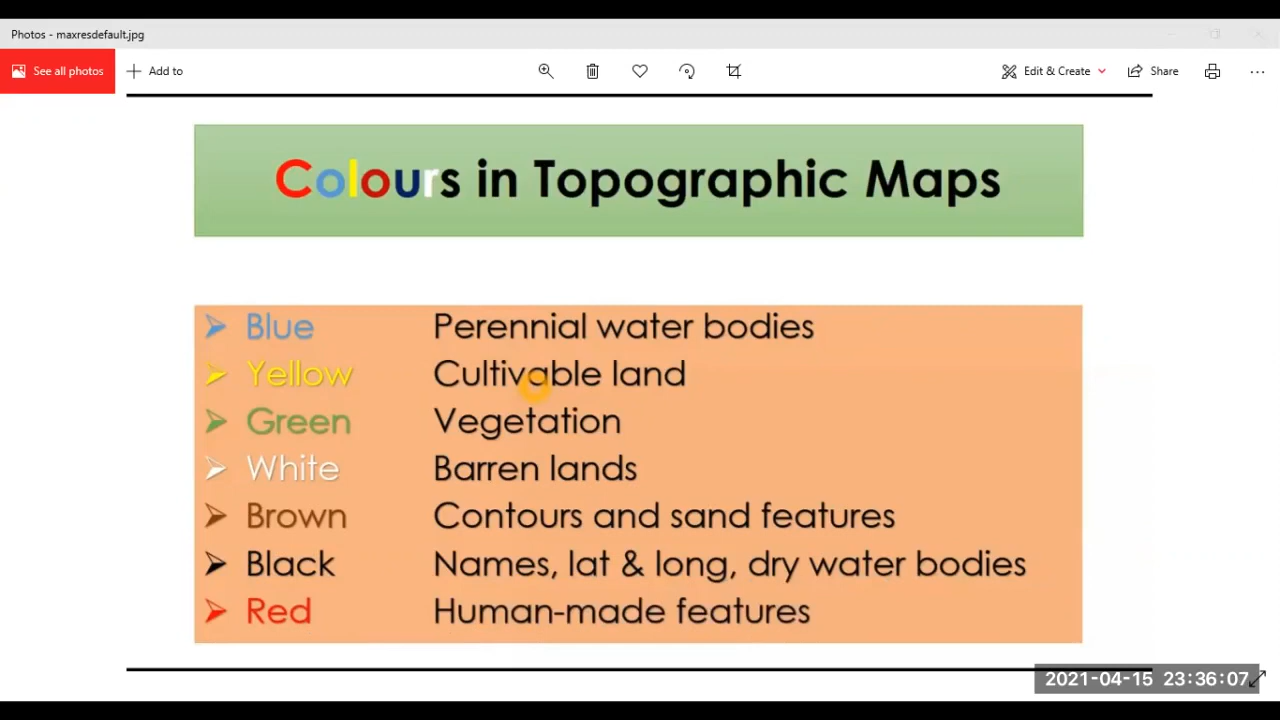 Photos - maxresdefault.jpg
See all photos
Add to
Edit & Create
Share
Colours in Topographic Maps
Blue Perennial water bodies
Yellow Cultivable land
Green Vegetation
White Barren lands
Brown Contours and sand features
Black Names, lat & long, dry water bodies
Red Human-made features
2021-04-15 23:36:07